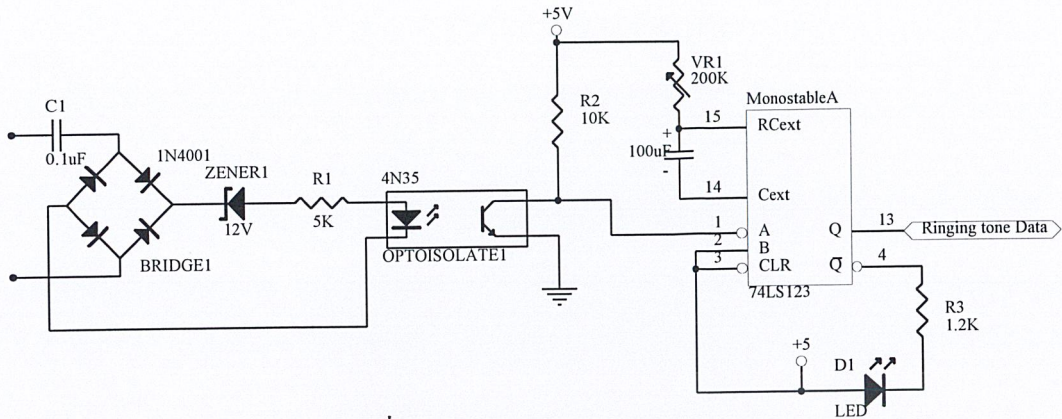 +5V
VR1
200K
C1
0.1uF
1N4001
ZENER1
12V
R1
5K
4N35
OPTOISOLATE1
BRIDGE1
R2
10K
+
100uF
-
MonostableA
15
RCext
14
Cext
1
A
2
B
3
CLR
Q
13
Ringing tone Data
Q
4
74LS123
R3
1.2K
+5
D1
LED